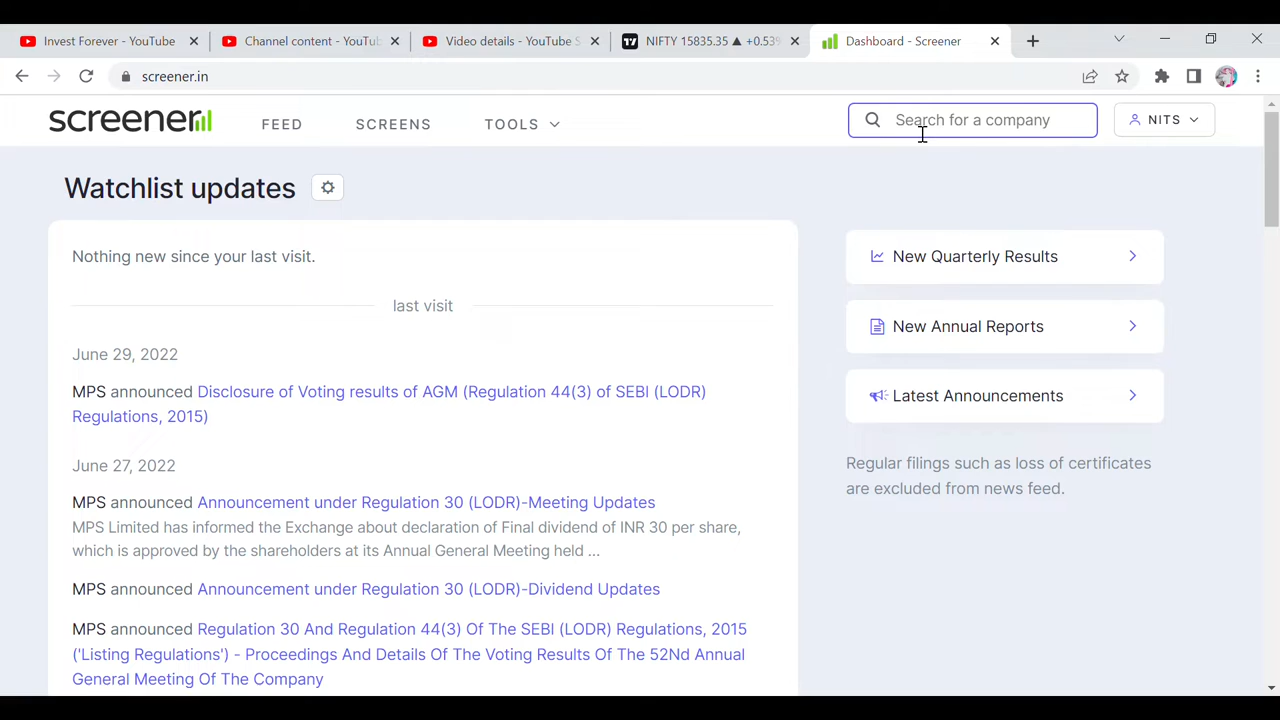 Invest Forever - YouTube
Channel content - YouTu
Video details - YouTube S
NIFTY 15835.35 ▲ +0.53%
Dashboard - Screener
screener.in
screener
FEED
SCREENS
TOOLS
Search for a company
NITS
Watchlist updates
Nothing new since your last visit.
last visit
June 29, 2022
MPS announced Disclosure of Voting results of AGM (Regulation 44(3) of SEBI (LODR)
Regulations, 2015)
June 27, 2022
MPS announced Announcement under Regulation 30 (LODR)-Meeting Updates
MPS Limited has informed the Exchange about declaration of Final dividend of INR 30 per share,
which is approved by the shareholders at its Annual General Meeting held ...
MPS announced Announcement under Regulation 30 (LODR)-Dividend Updates
MPS announced Regulation 30 And Regulation 44(3) Of The SEBI (LODR) Regulations, 2015
('Listing Regulations') - Proceedings And Details Of The Voting Results Of The 52Nd Annual
General Meeting Of The Company
New Quarterly Results
New Annual Reports
Latest Announcements
Regular filings such as loss of certificates
are excluded from news feed.